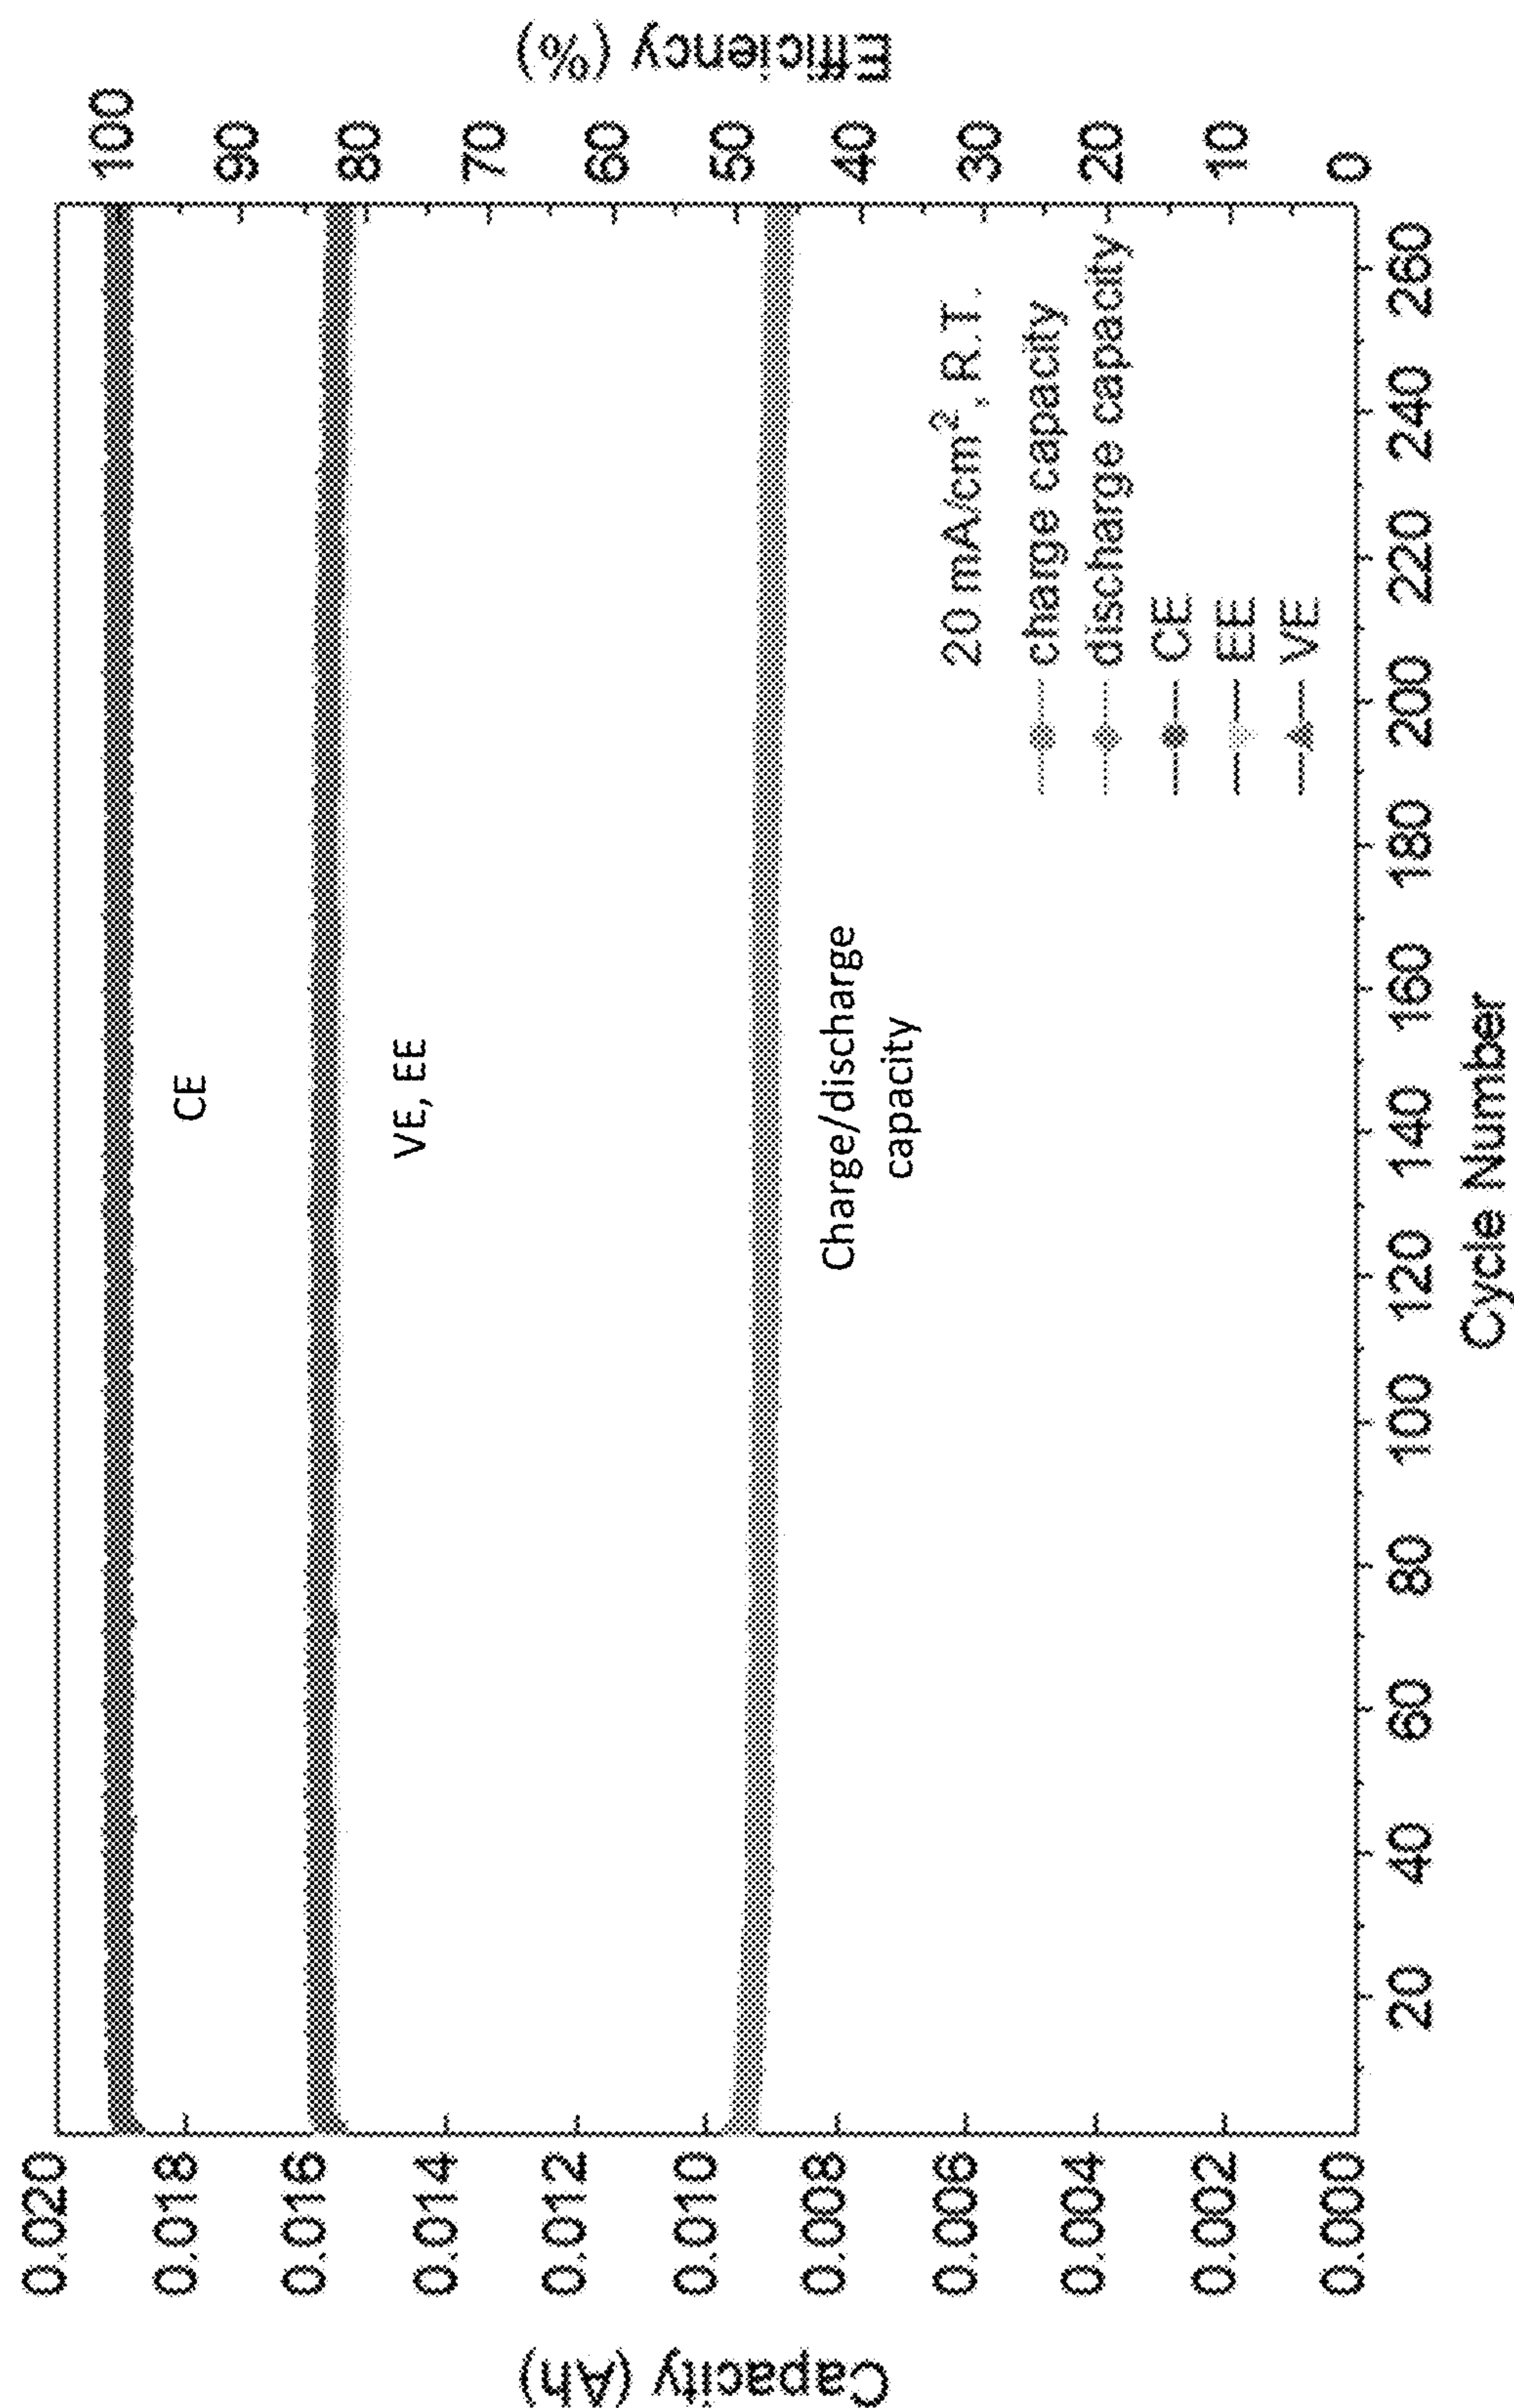 0.020
0.018
0.016
0.014
0.012
0.010
0.008
0.006
0.004
0.002
0.000
Capacity (Ah)
CE
VE, EE
Charge/discharge
capacity
20 mA/cm², R.T.
charge capacity
discharge capacity
CE
EE
VE
100
90
80
70
60
50
40
30
20
10
0
Efficiency (%)
20 40 60 80 100 120 140 160 180 200 220 240 260
Cycle Number